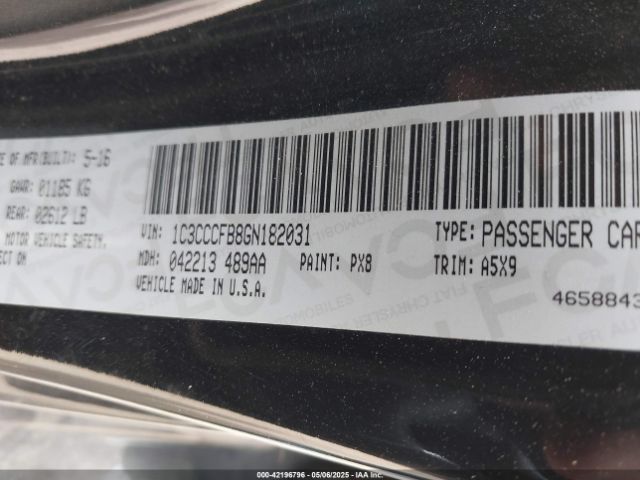 E OF MFR(BUILT): 5-16
GAWR: 01185 KG
REAR: 02612 LB
MOTOR VEHICLE SAFETY.
ECT ON
VIN: 1C3CCCFB8GN182031
TYPE: PASSENGER CAR
MDH: 042213 489AA
PAINT: PX8
TRIM: A5X9
VEHICLE MADE IN U.S.A.
4658843
000-42196796 - 05/06/2025 - IAA Inc.